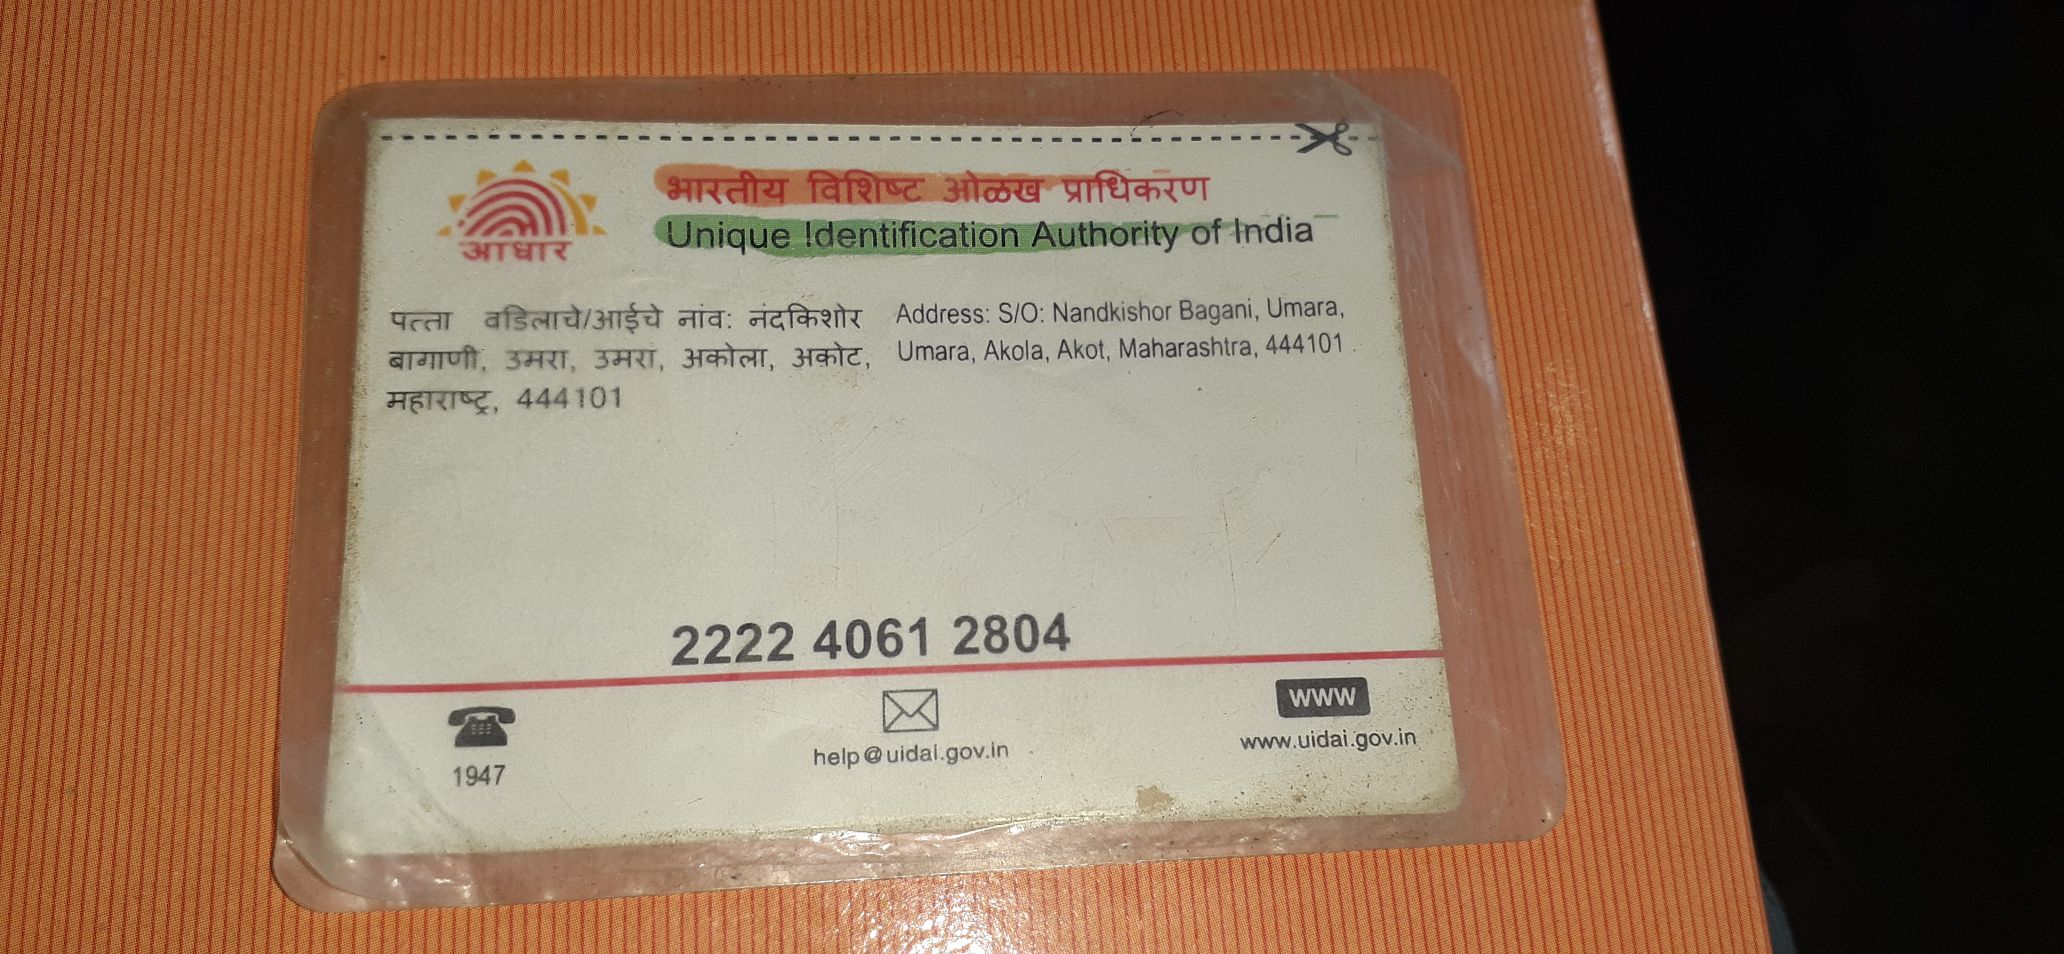 आधार
भारतीय विशिष्ट ओळख प्राधिकरण
Unique Identification Authority of India
पत्ता वडिलाचे/आईचे नांव: नंदकिशोर
बागाणी, उमरा, उमरा, अकोला, अकोट,
महाराष्ट्र, 444101
Address: S/O: Nandkishor Bagani, Umara,
Umara, Akola, Akot, Maharashtra, 444101
2222 4061 2804
1947
help@uidai.gov.in
www
www.uidai.gov.in